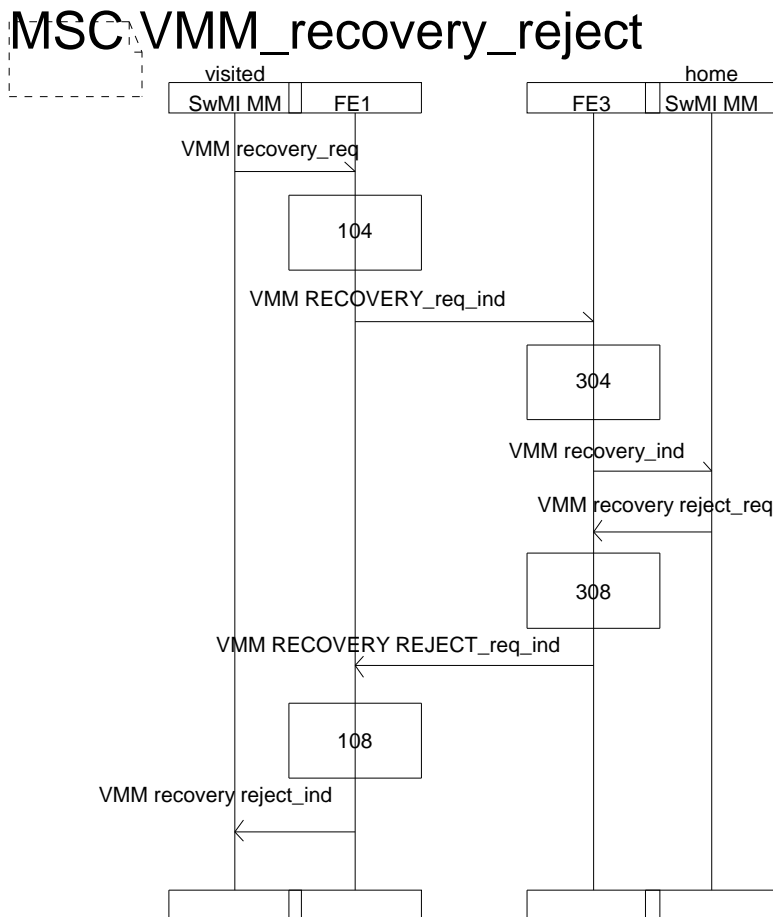 MSC VMM_recovery_reject
visited home
SwMI MM FE1 FE3 SwMI MM
VMM recovery_req
104
VMM RECOVERY_req_ind
304
VMM recovery_ind
VMM recovery reject_req
308
VMM RECOVERY REJECT_req_ind
108
VMM recovery reject_ind